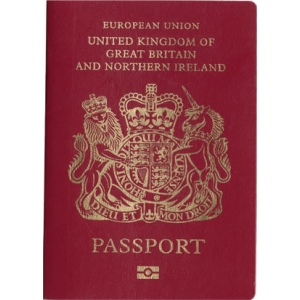 EUROPEAN UNION
UNITED KINGDOM OF
GREAT BRITAIN
AND NORTHERN IRELAND
DIEU ET MON DROIT
PASSPORT